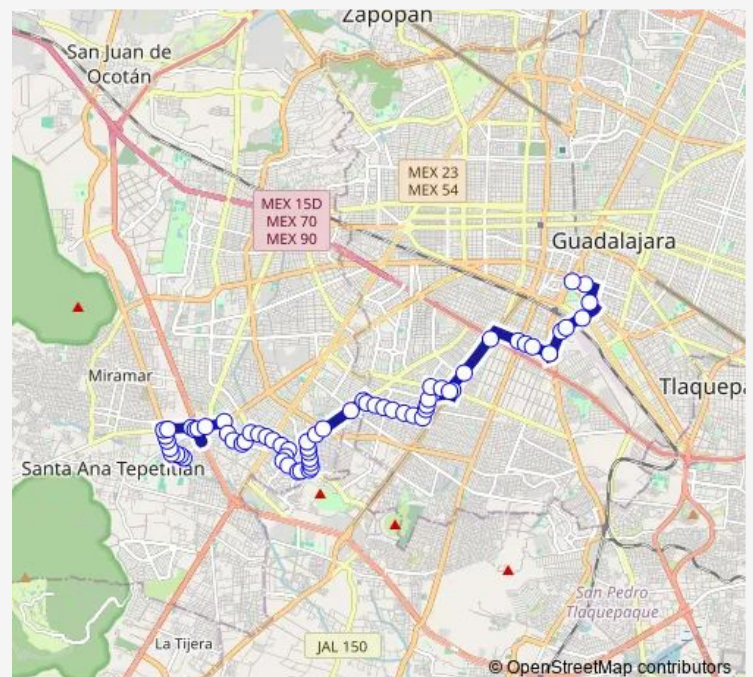 Zapopan
San Juan de
Ocotán
MEX 23
MEX 54
MEX 15D
MEX 70
MEX 90
Guadalajara
Miramar
Tlaquepa
Santa Ana Tepetitlán
San Pedro
Tlaquepaque
La Tijera
JAL 150
© OpenStreetMap contributors